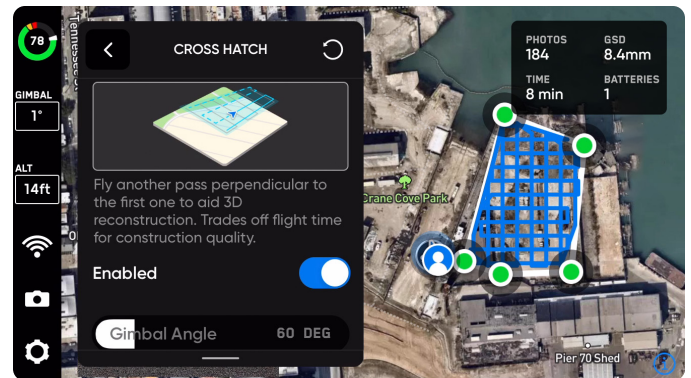 78
GIMBAL
1°
ALT
14ft
Tennessee St
CROSS HATCH
Fly another pass perpendicular to
the first one to aid 3D
reconstruction. Trades off flight time
for construction quality.
Enabled
Gimbal Angle 60 DEG
PHOTOS GSD
184 8.4mm
TIME BATTERIES
8 min 1
Crane Cove Park
Pier 70 Shed